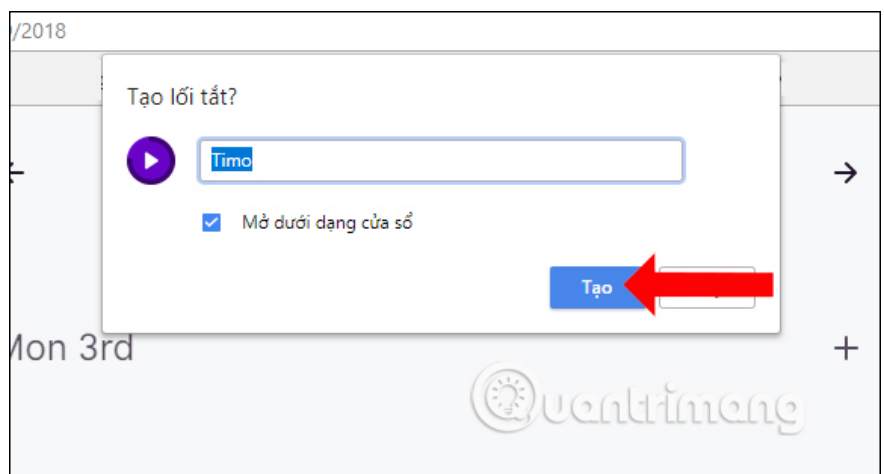 /2018
Tạo lối tắt?
Timo
Mở dưới dạng cửa sổ
Tạo
Mon 3rd
Quantrimang